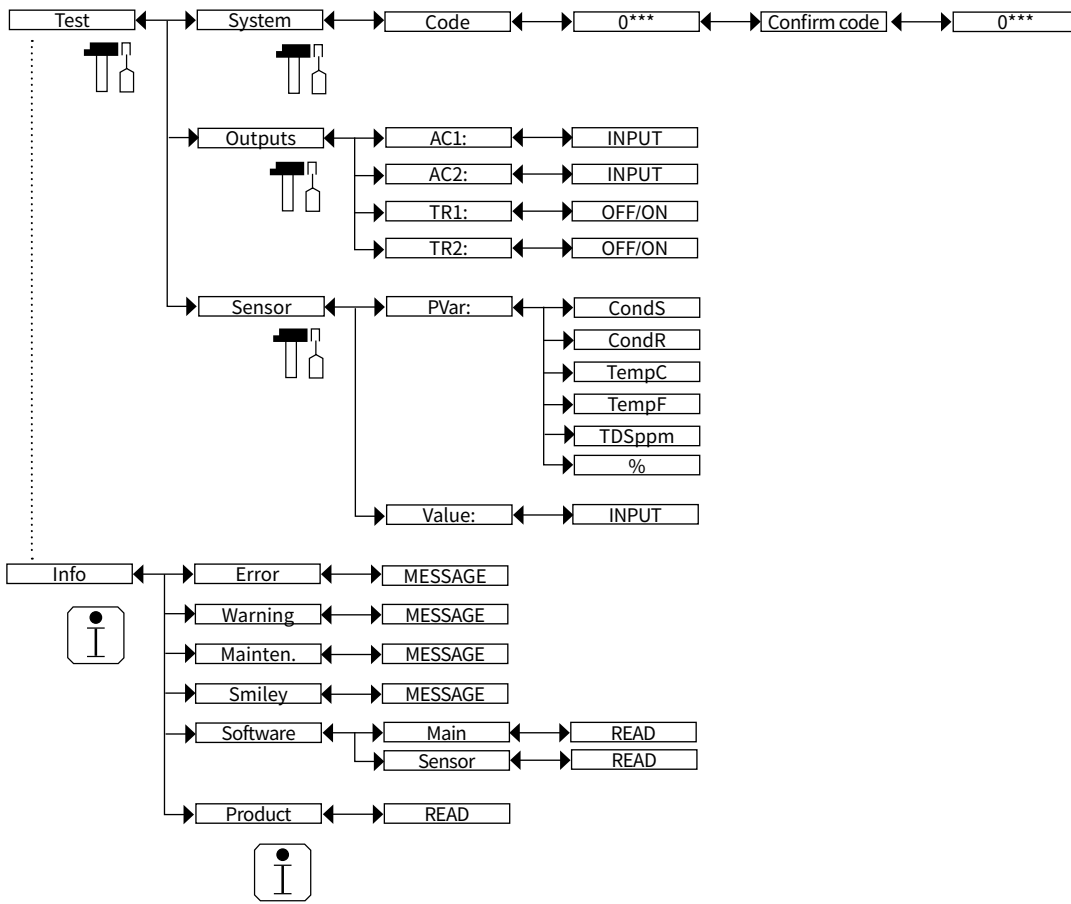 Test System Code 0*** Confirm code 0***
Outputs AC1: INPUT
AC2: INPUT
TR1: OFF/ON
TR2: OFF/ON
Sensor PVar: CondS
CondR
TempC
TempF
TDSppm
%
Value: INPUT
Info Error MESSAGE
Warning MESSAGE
Mainten. MESSAGE
Smiley MESSAGE
Software Main READ
Sensor READ
Product READ